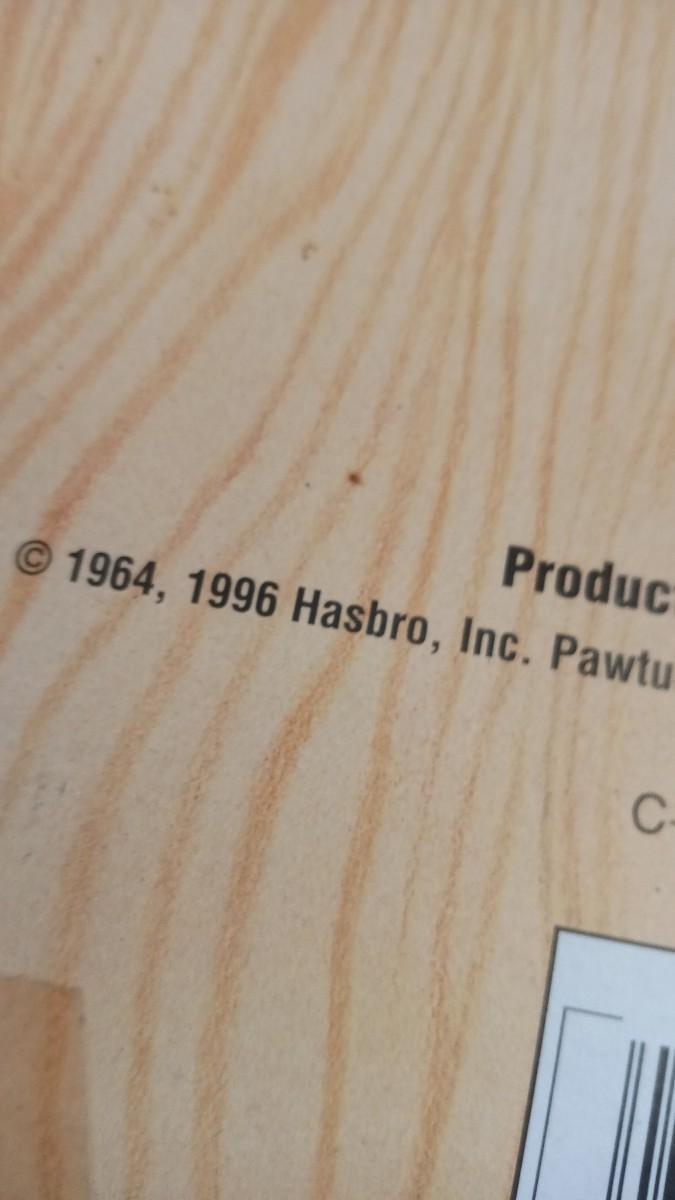 Produc
© 1964, 1996 Hasbro, Inc. Pawtu
C-